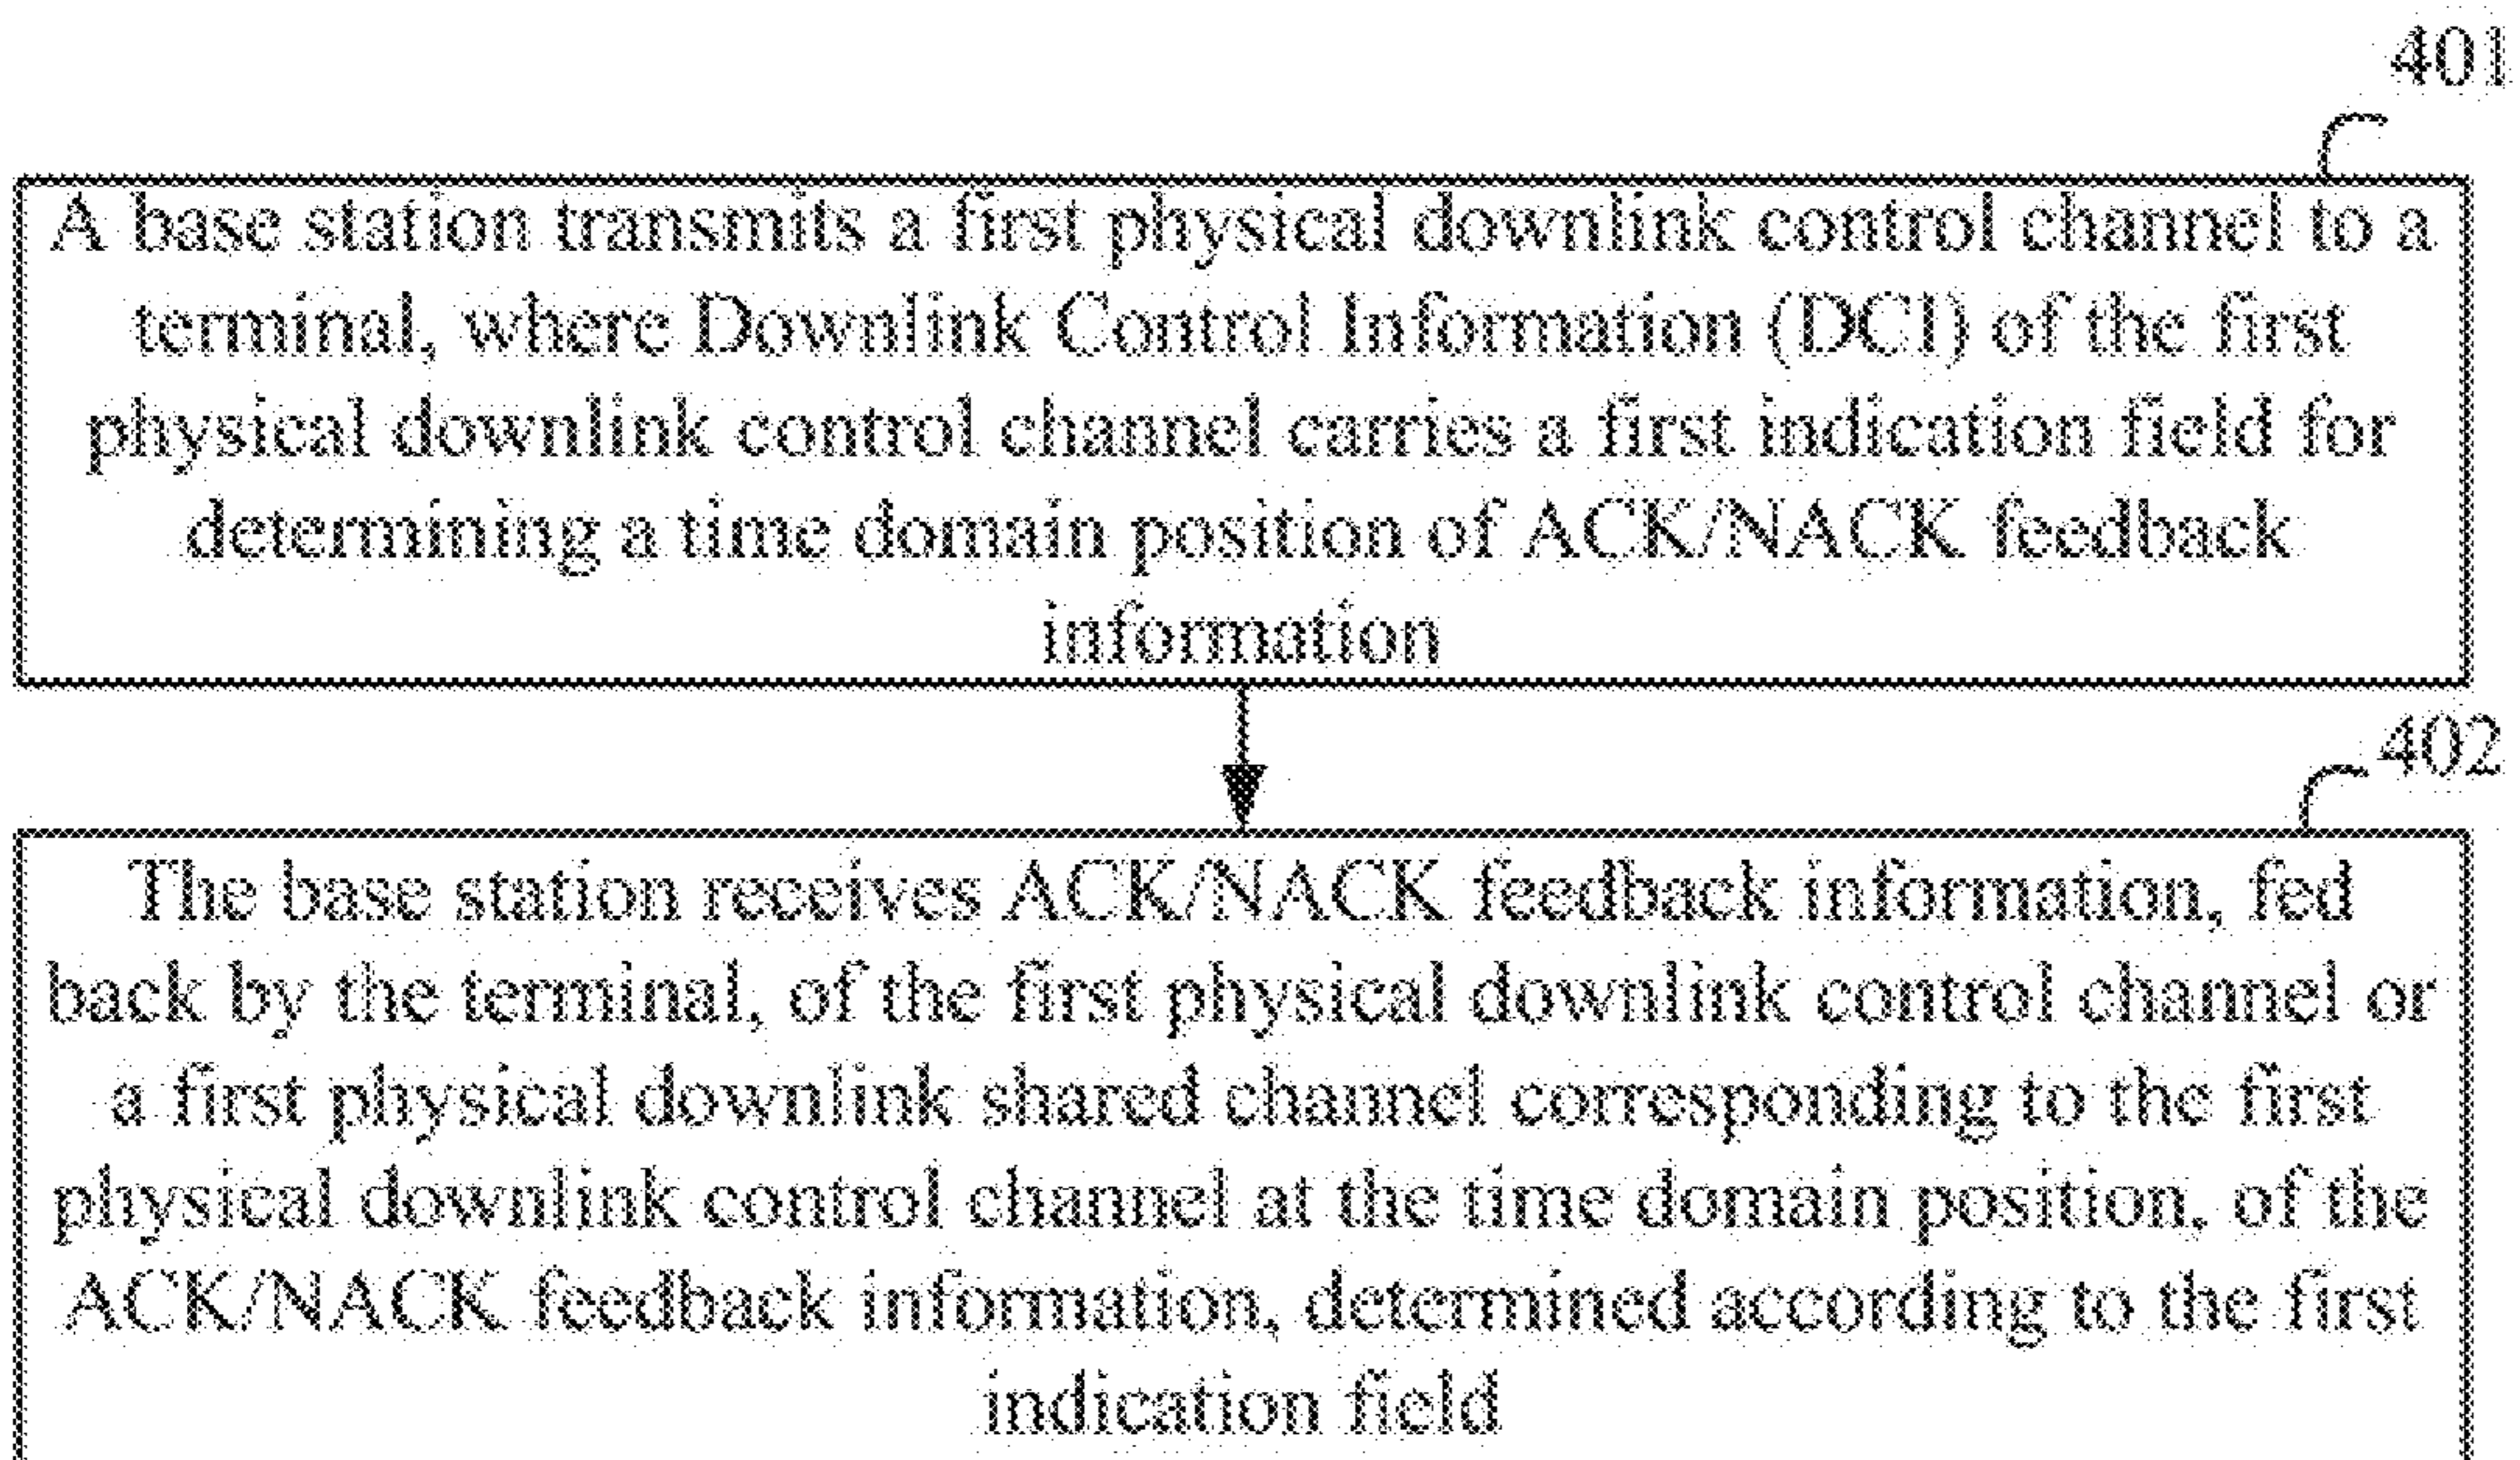 401
A base station transmits a first physical downlink control channel to a
terminal, where Downlink Control Information (DCI) of the first
physical downlink control channel carries a first indication field for
determining a time domain position of ACK/NACK feedback
information
402
The base station receives ACK/NACK feedback information, fed
back by the terminal, of the first physical downlink control channel or
a first physical downlink shared channel corresponding to the first
physical downlink control channel at the time domain position, of the
ACK/NACK feedback information, determined according to the first
indication field